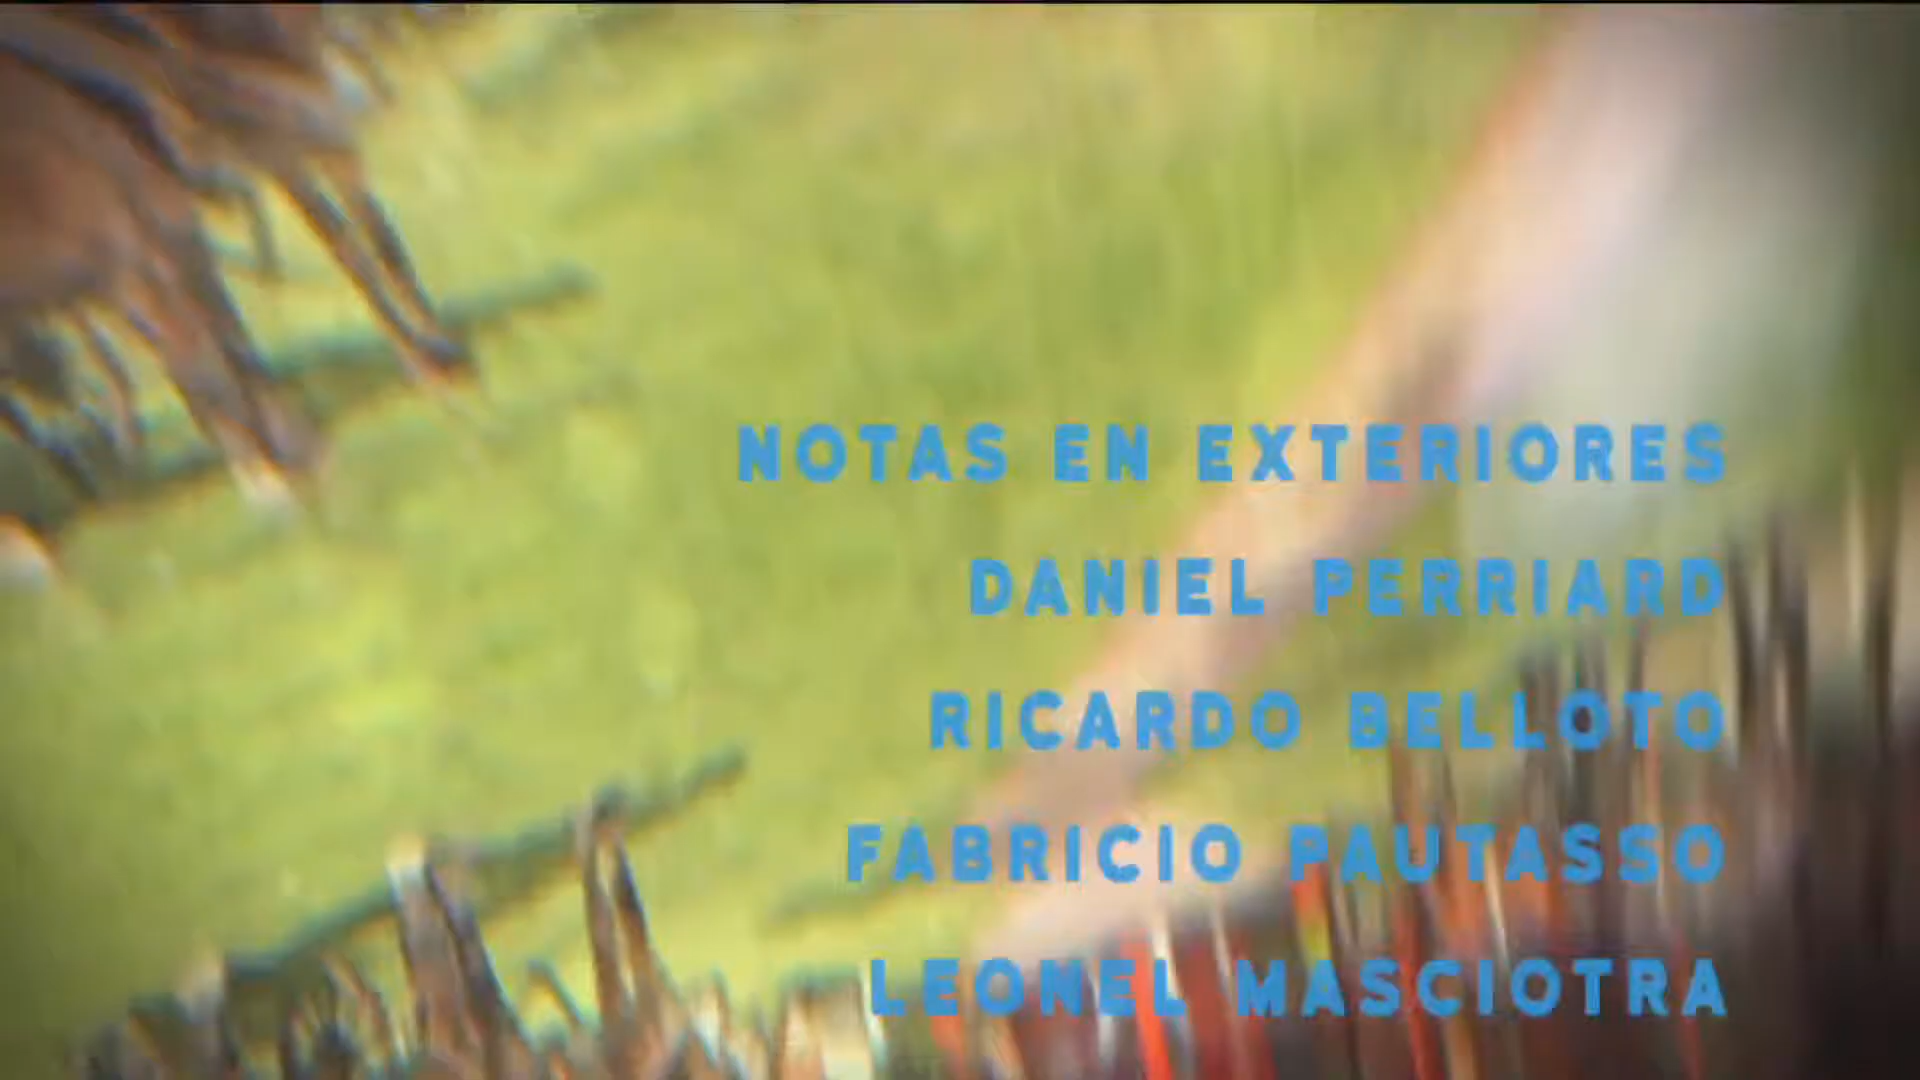 NOTAS EN EXTERIORES
DANIEL PERRIARD
RICARDO BELLOTO
FABRICIO PAUTASSO
LEONEL MASCIOTRA